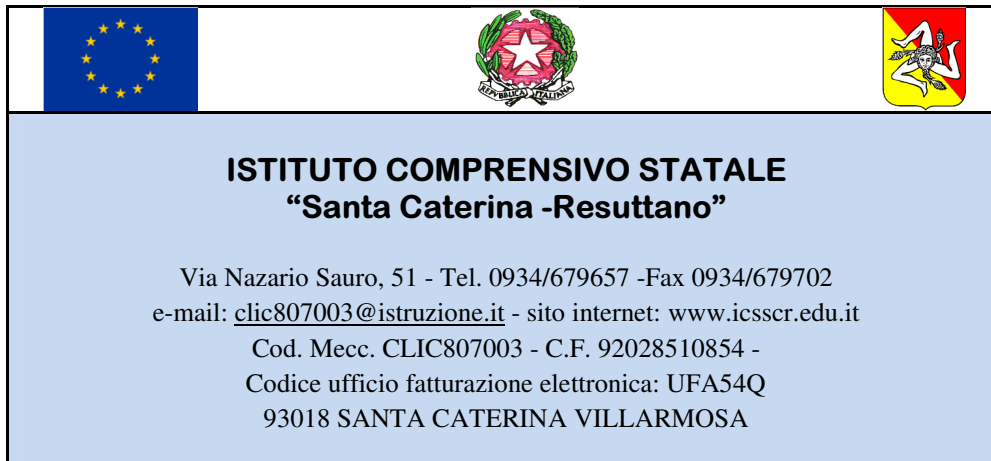 REPVBBLICA ITALIANA
ISTITUTO COMPRENSIVO STATALE
“Santa Caterina -Resuttano”
Via Nazario Sauro, 51 - Tel. 0934/679657 -Fax 0934/679702
e-mail: clic807003@istruzione.it - sito internet: www.icsscr.edu.it
Cod. Mecc. CLIC807003 - C.F. 92028510854 -
Codice ufficio fatturazione elettronica: UFA54Q
93018 SANTA CATERINA VILLARMOSA